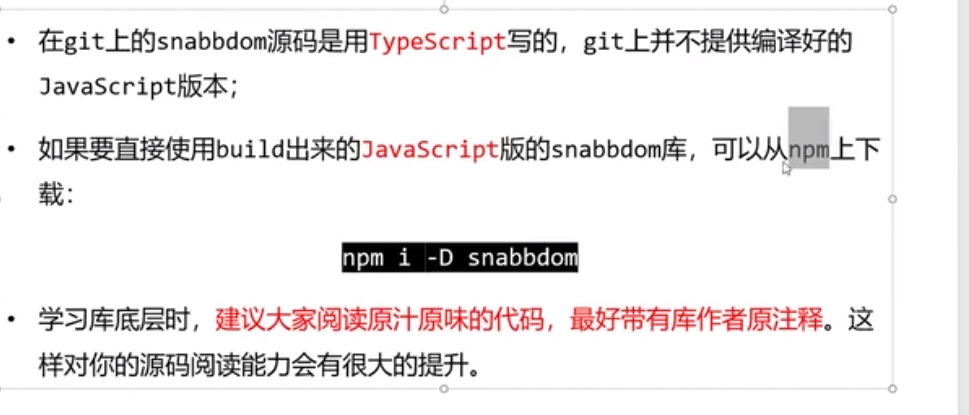 • 在git上的snabbdom源码是用TypeScript写的，git上并不提供编译好的
JavaScript版本；
• 如果要直接使用build出来的JavaScript版的snabbdom库，可以从npm上下
载：
npm i -D snabbdom
• 学习库底层时，建议大家阅读原汁原味的代码，最好带有库作者原注释。这
样对你的源码阅读能力会有很大的提升。